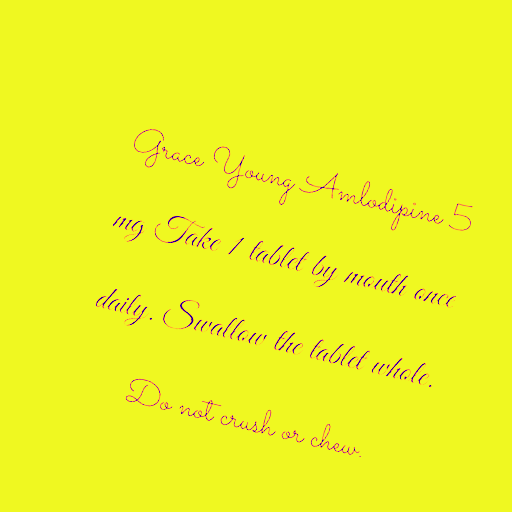 Grace Young Amlodipine 5
mg Take 1 tablet by mouth once
daily. Swallow the tablet whole.
Do not crush or chew.